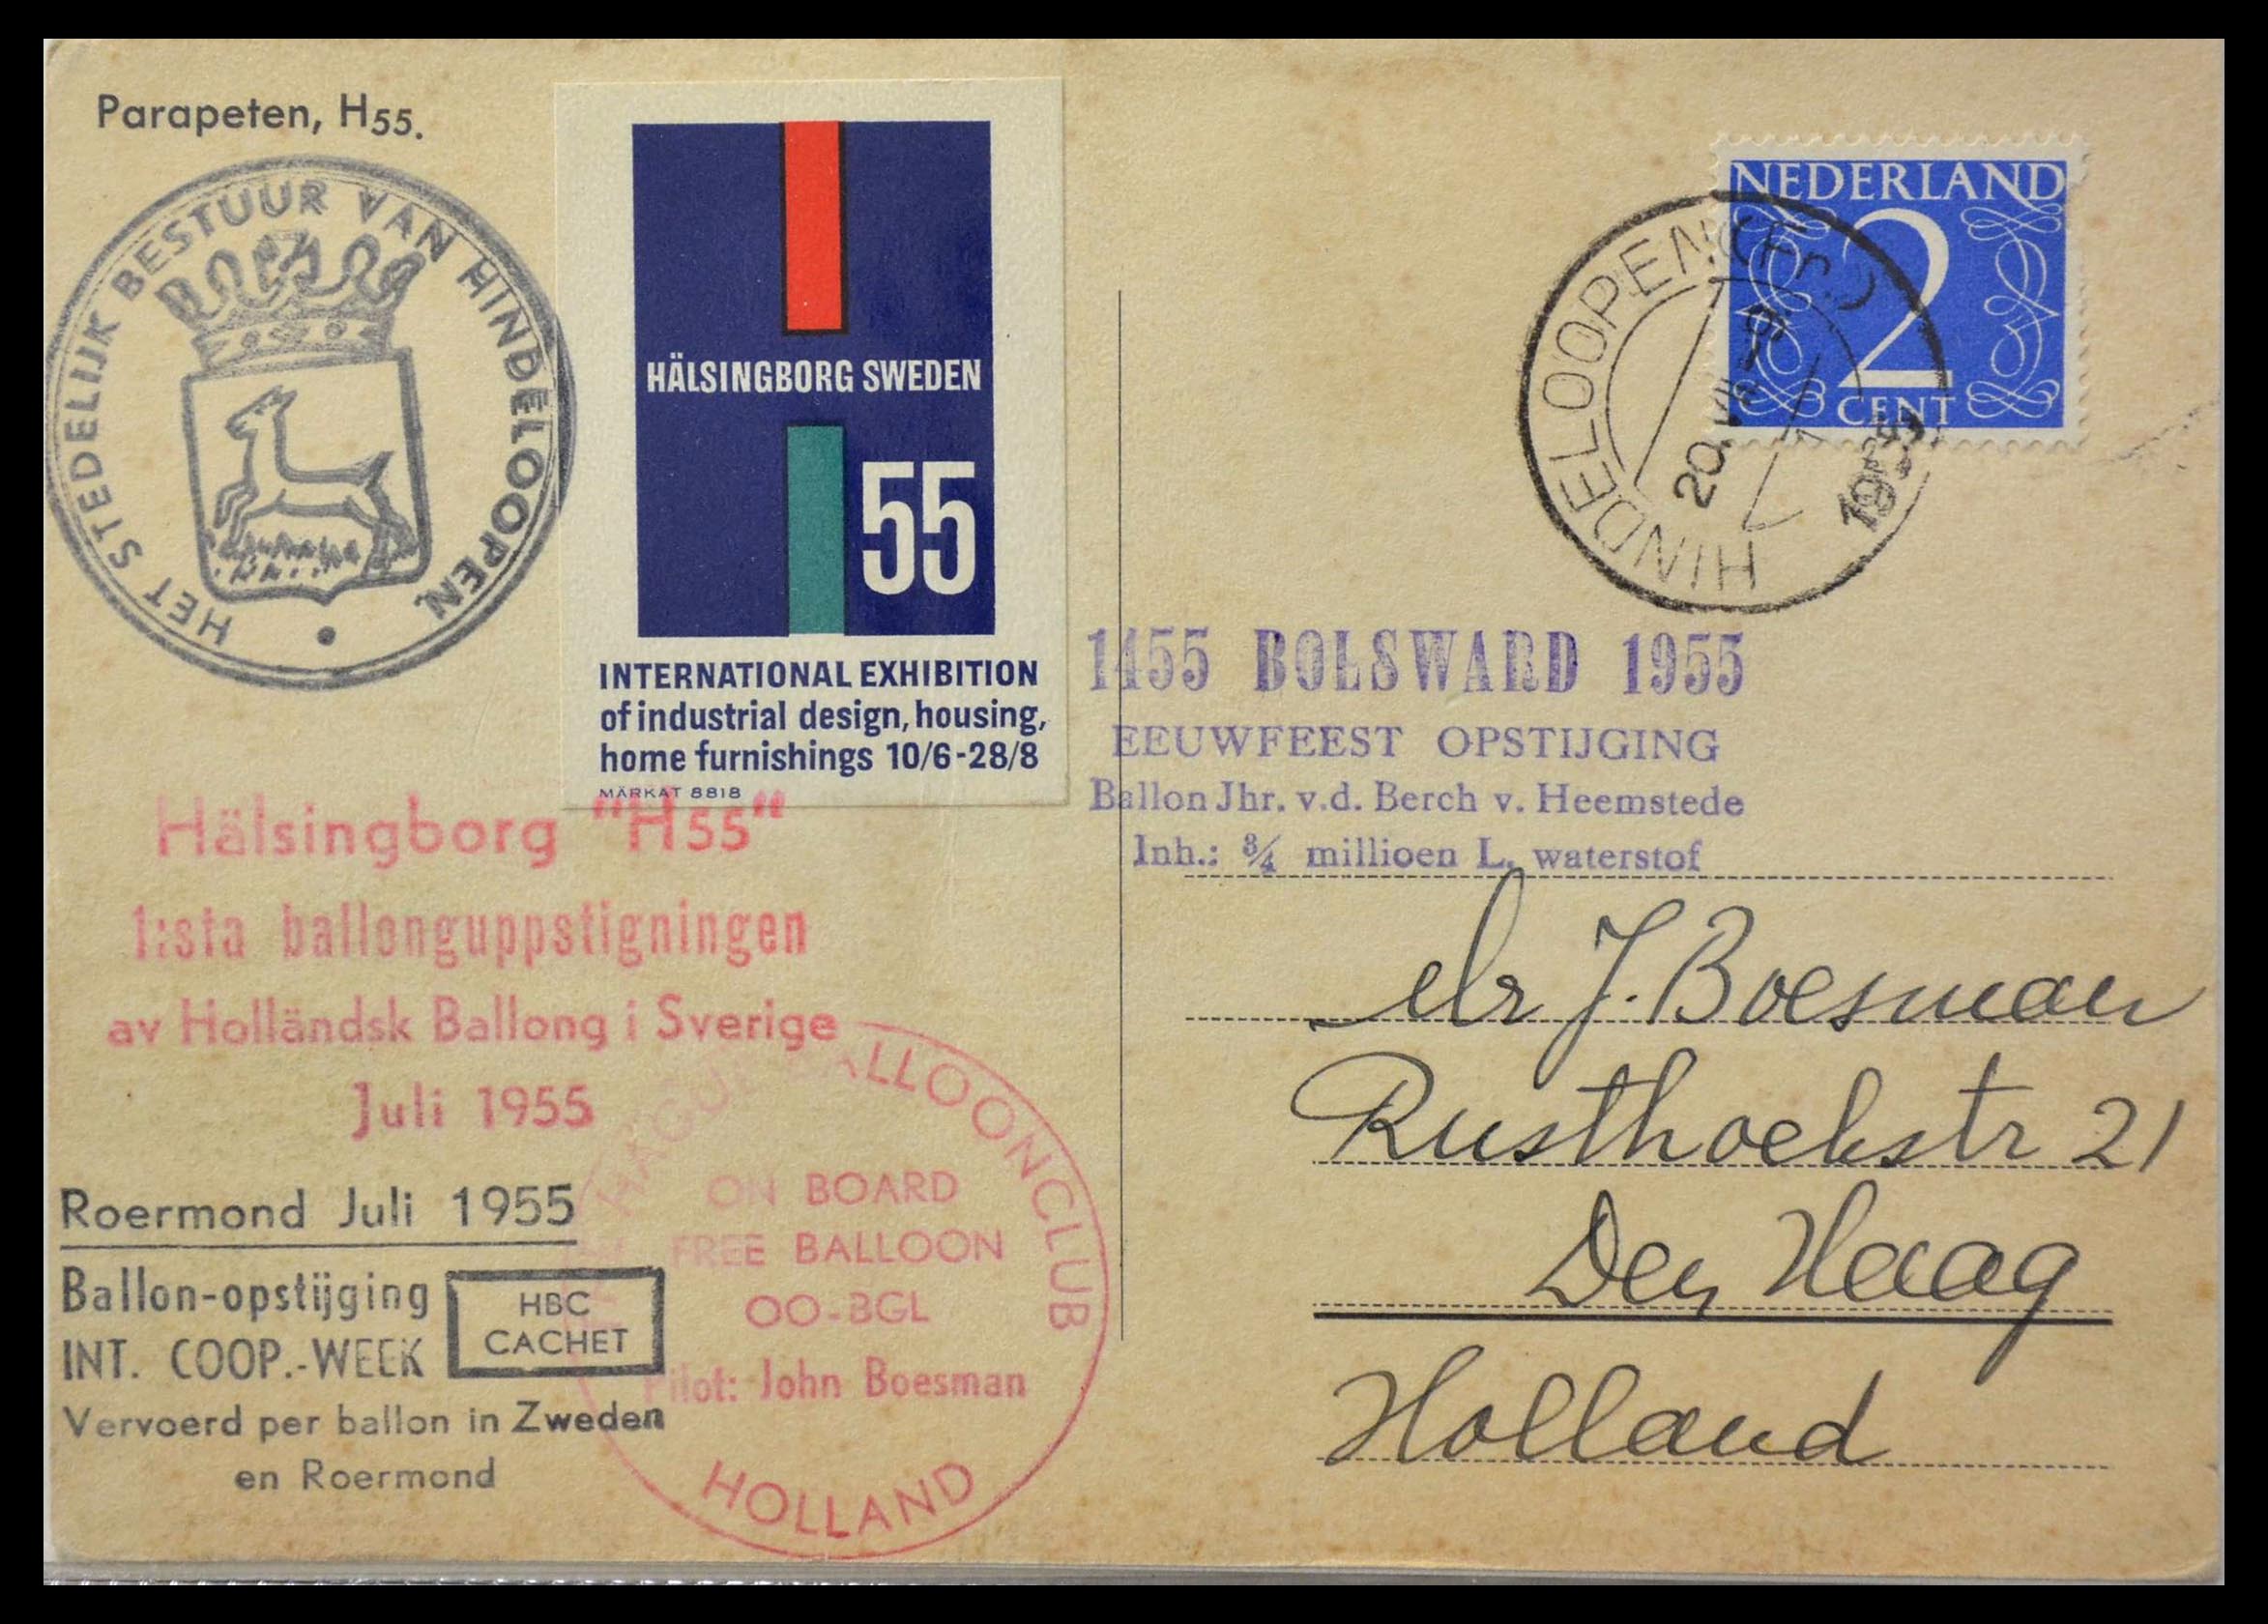 Parapeten, H55.
HET STEDELIJK BESTUUR VAN HINDELOOPEN
HÄLSINGBORG SWEDEN
55
INTERNATIONAL EXHIBITION
of industrial design, housing,
home furnishings 10/6-28/8
MÄRKAT 8818
NEDERLAND
2
CENT
HINDELOOPEN
20
1955
1455 BOLSWARD 1955
EEUWFEEST OPSTIJGING
Ballon Jhr. v.d. Berch v. Heemstede
Inh.: ¾ millioen L. waterstof
Hälsingborg "H55"
1:sta ballonguppstigningen
av Holländsk Ballong i Sverige
Juli 1955
Roermond Juli 1955
Ballon-opstijging
INT. COOP.-WEEK
HBC
CACHET
Vervoerd per ballon in Zweden
en Roermond
HAGUE BALLOONCLUB
ON BOARD
FREE BALLOON
OO-BGL
Pilot: John Boesman
HOLLAND
Mr J. Boesman
Rusthoekstr 21
Den Haag
Holland